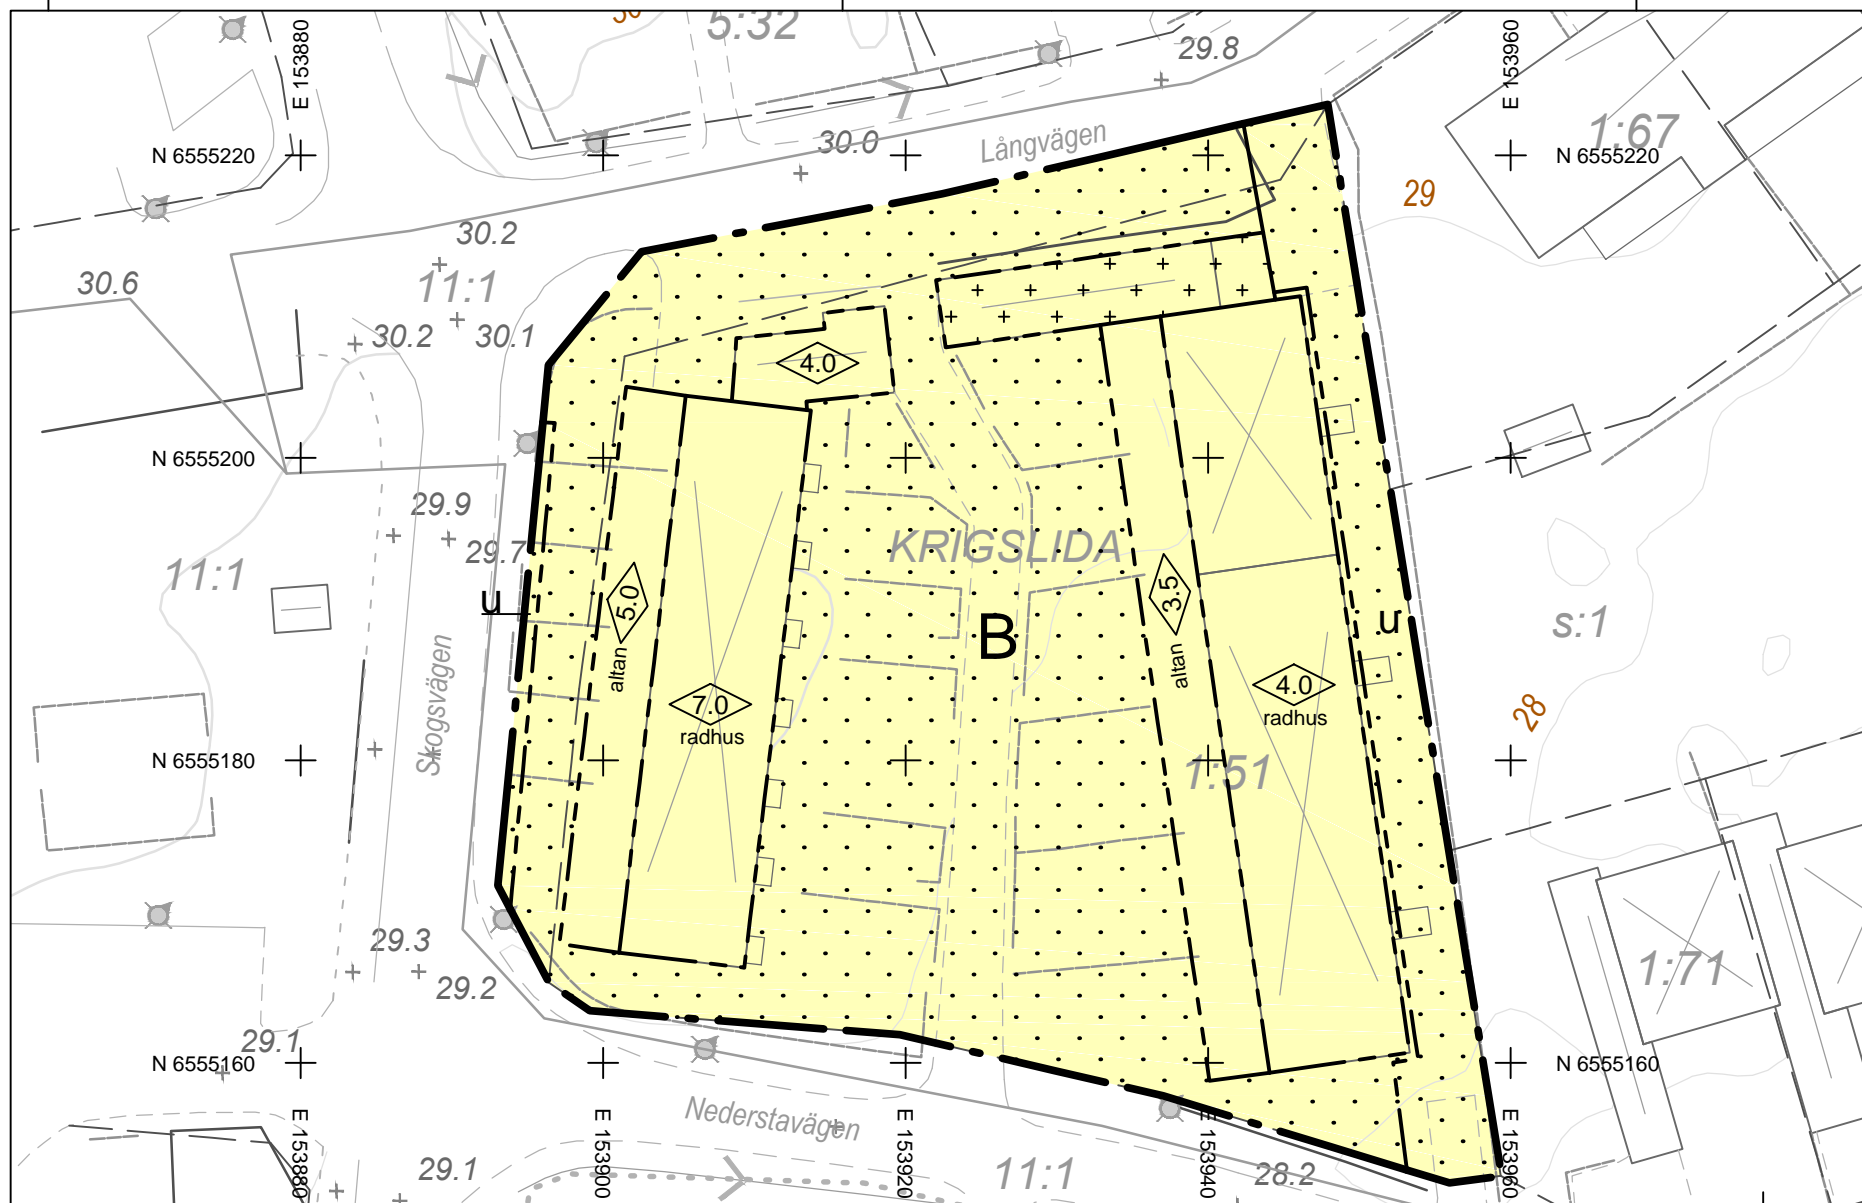 5:32
29.8
E 153880
E 153960
1:67
Långvägen
30.0
N 6555220
N 6555220
29
30.2
30.6
11:1
30.2
30.1
4.0
N 6555200
29.9
29.7
KRIGSLIDA
11:1
u
5.0
altan
3.5
altan
B
u
s:1
Skogsvägen
7.0
radhus
4.0
radhus
28
N 6555180
1:51
29.3
29.2
1:71
29.1
N 6555160
N 6555160
Nederstavägen
E 153880
E 153900
E 153920
E 153940
E 153960
29.1
11:1
28.2